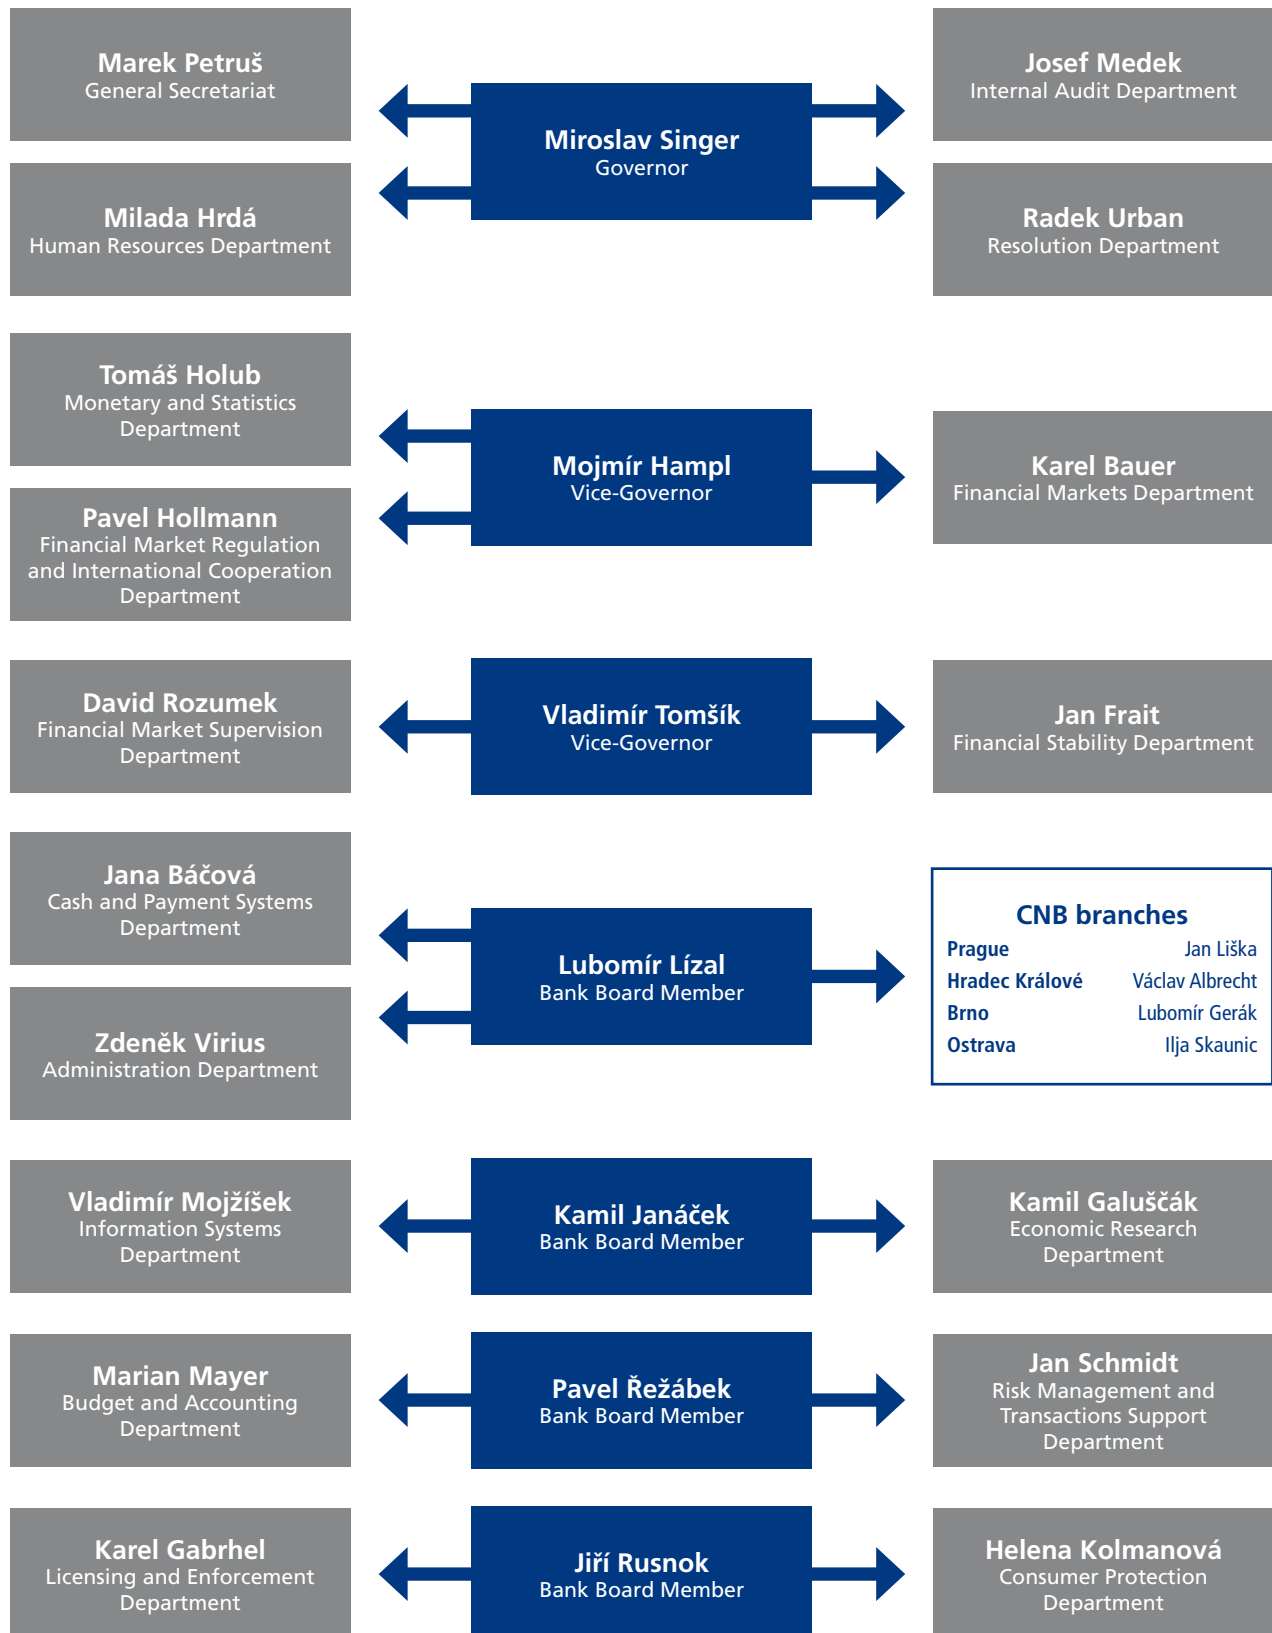 Marek Petruš
General Secretariat
Miroslav Singer
Governor
Josef Medek
Internal Audit Department
Milada Hrdá
Human Resources Department
Radek Urban
Resolution Department
Tomáš Holub
Monetary and Statistics
Department
Mojmír Hampl
Vice-Governor
Karel Bauer
Financial Markets Department
Pavel Hollmann
Financial Market Regulation
and International Cooperation
Department
David Rozumek
Financial Market Supervision
Department
Vladimír Tomšík
Vice-Governor
Jan Frait
Financial Stability Department
Jana Báčová
Cash and Payment Systems
Department
Lubomír Lízal
Bank Board Member
CNB branches
Prague Jan Liška
Hradec Králové Václav Albrecht
Brno Lubomír Gerák
Ostrava Ilja Skaunic
Zdeněk Virius
Administration Department
Vladimír Mojžíšek
Information Systems
Department
Kamil Janáček
Bank Board Member
Kamil Galuščák
Economic Research
Department
Marian Mayer
Budget and Accounting
Department
Pavel Řežábek
Bank Board Member
Jan Schmidt
Risk Management and
Transactions Support
Department
Karel Gabrhel
Licensing and Enforcement
Department
Jiří Rusnok
Bank Board Member
Helena Kolmanová
Consumer Protection
Department